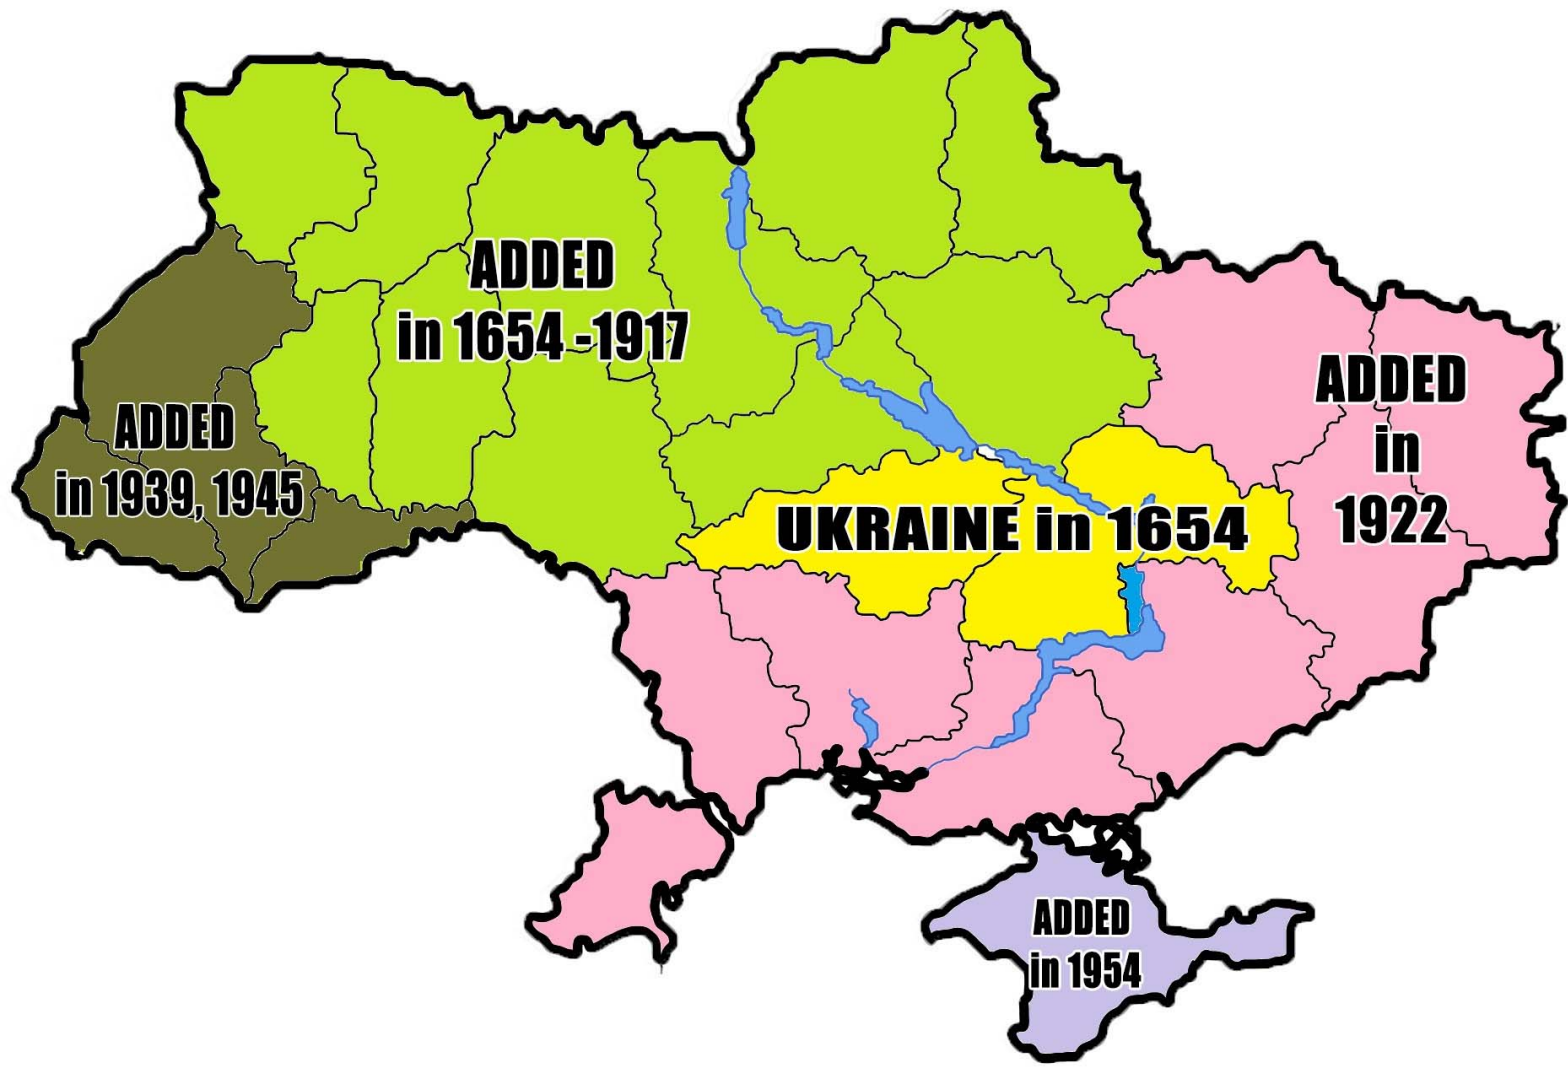 ADDED
in 1654 -1917
ADDED
in
1922
ADDED
in 1939, 1945
UKRAINE in 1654
ADDED
in 1954